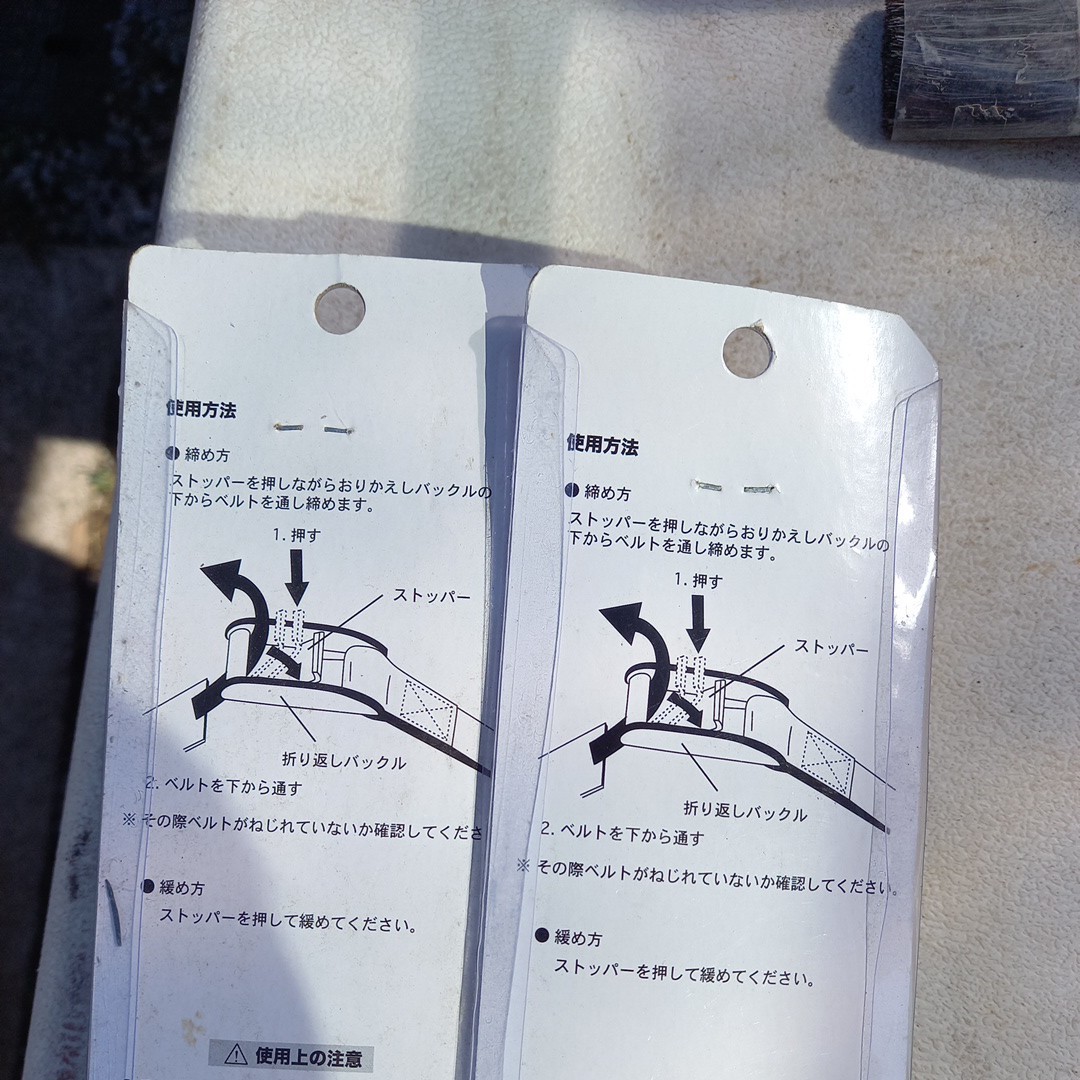 使用方法
● 締め方
ストッパーを押しながらおりかえしバックルの
下からベルトを通し締めます。
1. 押す
ストッパー
折り返しバックル
2. ベルトを下から通す
※ その際ベルトがねじれていないか確認してくださ
● 緩め方
ストッパーを押して緩めてください。
⚠ 使用上の注意
使用方法
● 締め方
ストッパーを押しながらおりかえしバックルの
下からベルトを通し締めます。
1. 押す
ストッパー
折り返しバックル
2. ベルトを下から通す
※ その際ベルトがねじれていないか確認してください。
● 緩め方
ストッパーを押して緩めてください。